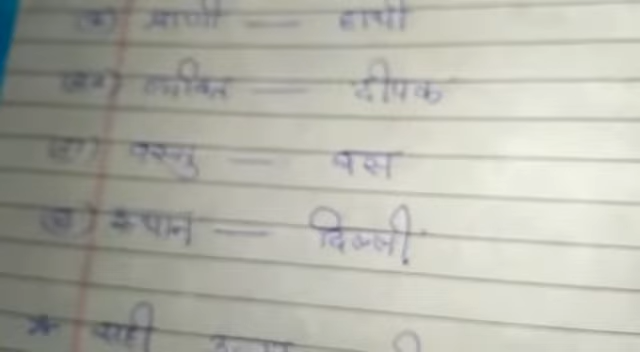 (क) प्राणी — हाथी
(ख) व्यक्ति — दीपक
(ग) वस्तु — बस
(घ) स्थान — दिल्ली
* सही